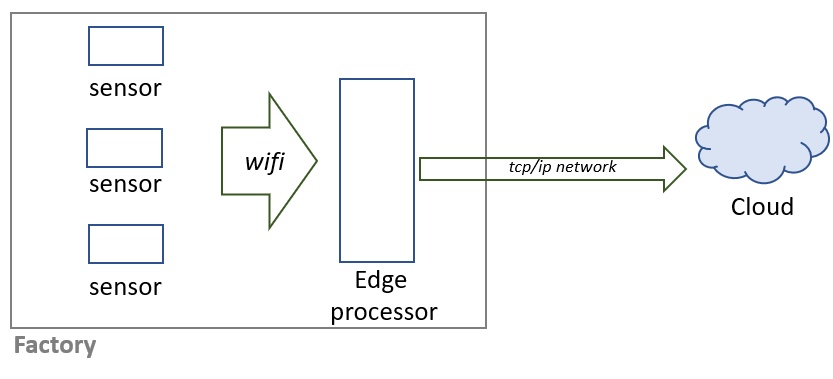 sensor
sensor
sensor
wifi
Edge
processor
tcp/ip network
Cloud
Factory